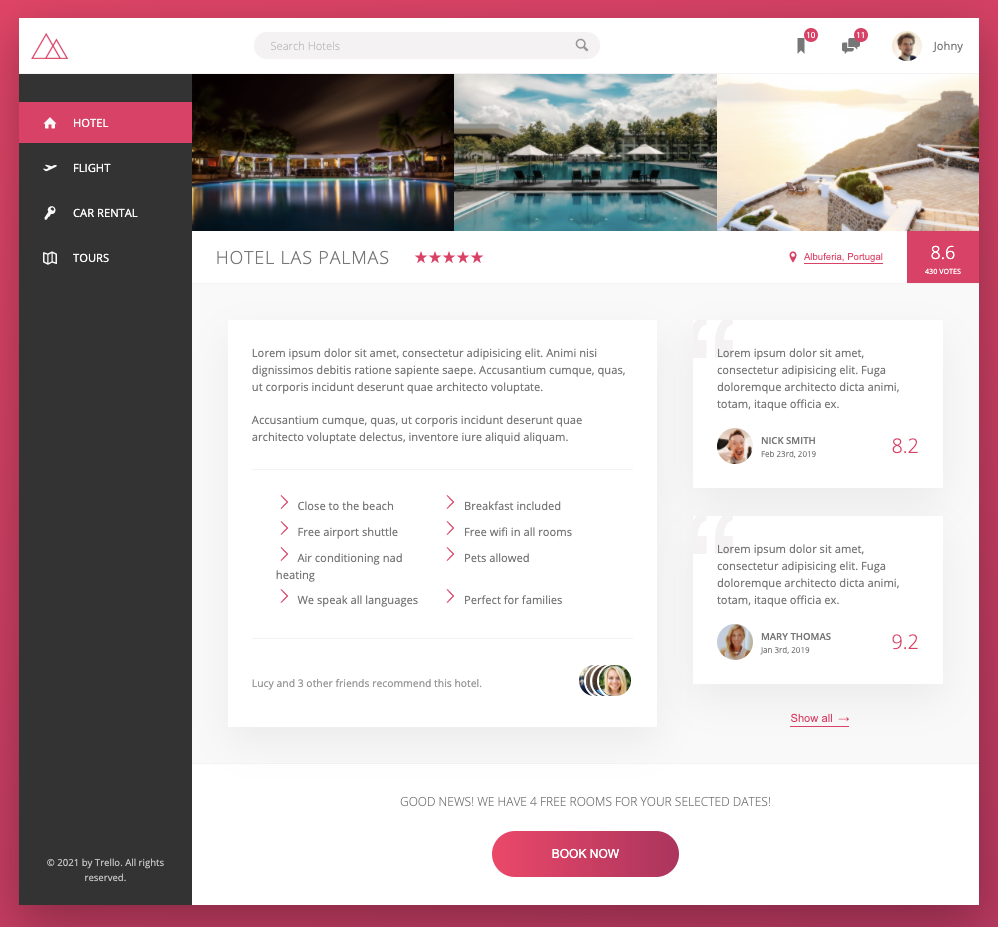 Search Hotels
10
11
Johny
HOTEL
FLIGHT
CAR RENTAL
TOURS
© 2021 by Trello. All rights
reserved.
HOTEL LAS PALMAS
Albuferia, Portugal
8.6
430 VOTES
Lorem ipsum dolor sit amet, consectetur adipisicing elit. Animi nisi
dignissimos debitis ratione sapiente saepe. Accusantium cumque, quas,
ut corporis incidunt deserunt quae architecto voluptate.
Accusantium cumque, quas, ut corporis incidunt deserunt quae
architecto voluptate delectus, inventore iure aliquid aliquam.
Close to the beach
Breakfast included
Free airport shuttle
Free wifi in all rooms
Air conditioning nad
heating
Pets allowed
We speak all languages
Perfect for families
Lucy and 3 other friends recommend this hotel.
“
Lorem ipsum dolor sit amet,
consectetur adipisicing elit. Fuga
doloremque architecto dicta animi,
totam, itaque officia ex.
NICK SMITH
Feb 23rd, 2019
8.2
“
Lorem ipsum dolor sit amet,
consectetur adipisicing elit. Fuga
doloremque architecto dicta animi,
totam, itaque officia ex.
MARY THOMAS
Jan 3rd, 2019
9.2
Show all →
GOOD NEWS! WE HAVE 4 FREE ROOMS FOR YOUR SELECTED DATES!
BOOK NOW